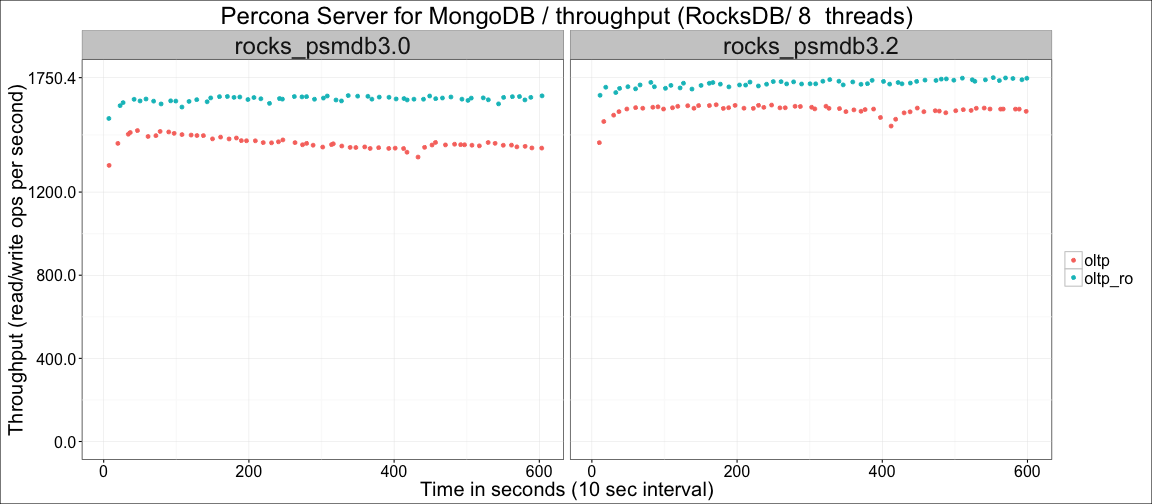 Percona Server for MongoDB / throughput (RocksDB/ 8  threads)
rocks_psmdb3.0
rocks_psmdb3.2
Throughput (read/write ops per second)
1750.4
1200.0
800.0
400.0
0.0
0 200 400 600
0 200 400 600
Time in seconds (10 sec interval)
oltp
oltp_ro